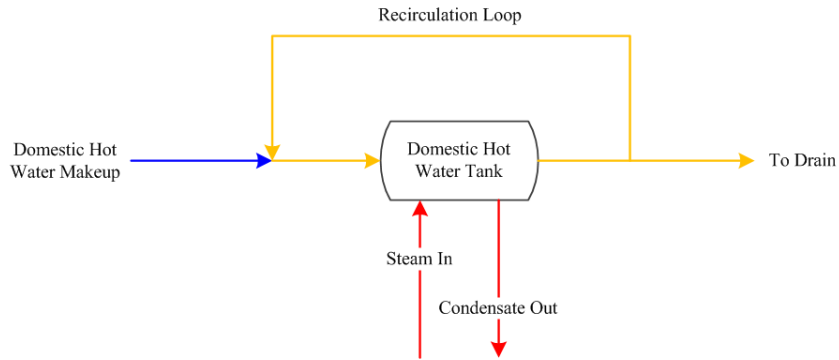 Recirculation Loop
Domestic Hot
Water Makeup
Domestic Hot
Water Tank
To Drain
Steam In
Condensate Out